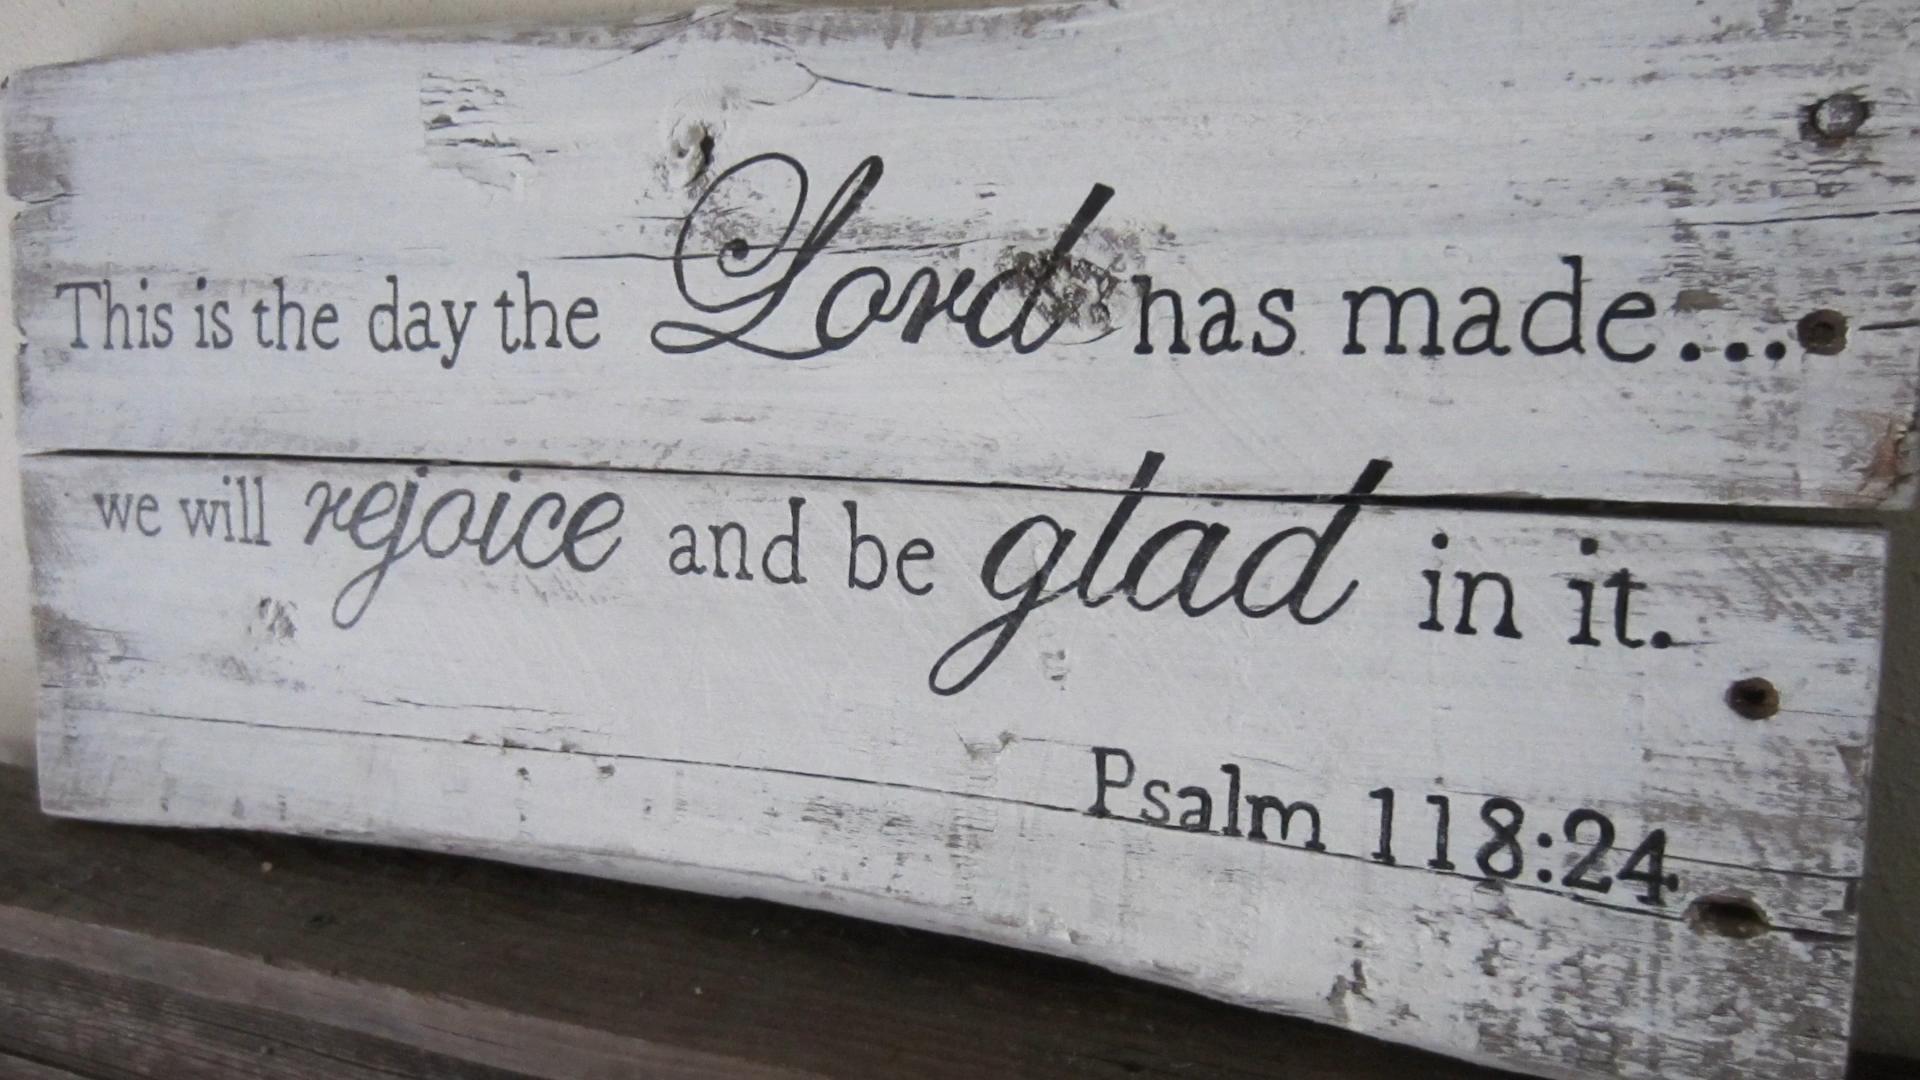 This is the day the Lord has made...
we will rejoice and be glad in it.
Psalm 118:24